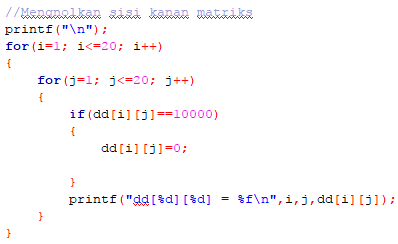 //Mengnolkan sisi kanan matriks
printf("\n");
for(i=1; i<=20; i++)
{
for(j=1; j<=20; j++)
{
if(dd[i][j]==10000)
{
dd[i][j]=0;
}
printf("dd[%d][%d] = %f\n",i,j,dd[i][j]);
}
}